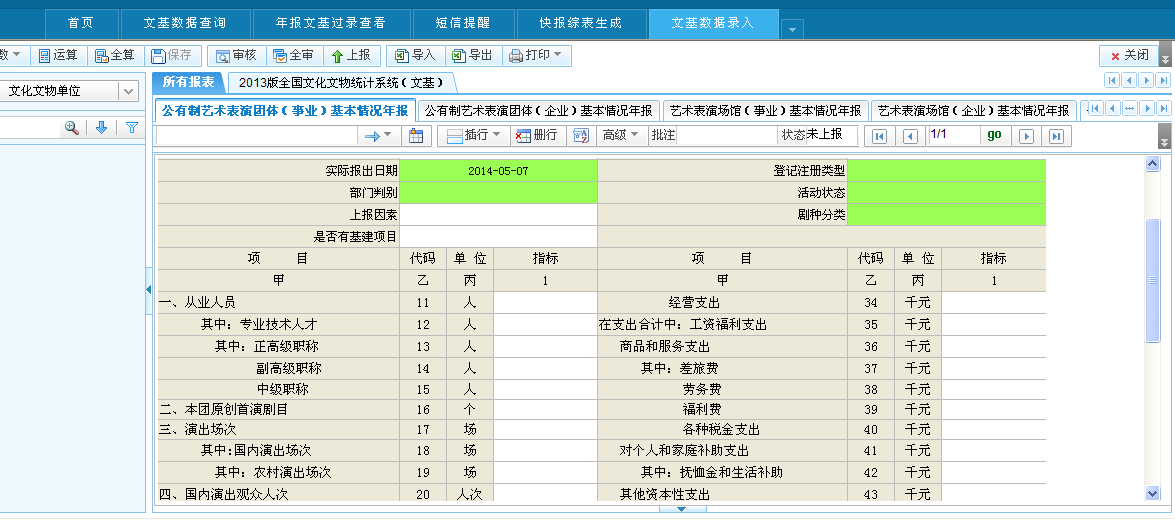 首页 文基数据查询 年报文基过录查看 短信提醒 快报综表生成 文基数据录入
数 运算 全算 保存 审核 全审 上报 导入 导出 打印 关闭
文化文物单位 所有报表 2013版全国文化文物统计系统（文基）
公有制艺术表演团体（事业）基本情况年报 公有制艺术表演团体（企业）基本情况年报 艺术表演场馆（事业）基本情况年报 艺术表演场馆（企业）基本情况年报
插行 删行 高级 批注 状态 未上报 1/1 go
实际报出日期 2014-05-07 登记注册类型
部门判别 活动状态
上报因素 剧种分类
是否有基建项目
项 目 代码 单 位 指标 项 目 代码 单 位 指标
甲 乙 丙 1 甲 乙 丙 1
一、从业人员 11 人 经营支出 34 千元
其中：专业技术人才 12 人 在支出合计中：工资福利支出 35 千元
其中：正高级职称 13 人 商品和服务支出 36 千元
副高级职称 14 人 其中：差旅费 37 千元
中级职称 15 人 劳务费 38 千元
二、本团原创首演剧目 16 个 福利费 39 千元
三、演出场次 17 场 各种税金支出 40 千元
其中:国内演出场次 18 场 对个人和家庭补助支出 41 千元
其中：农村演出场次 19 场 其中：抚恤金和生活补助 42 千元
四、国内演出观众人次 20 人次 其他资本性支出 43 千元